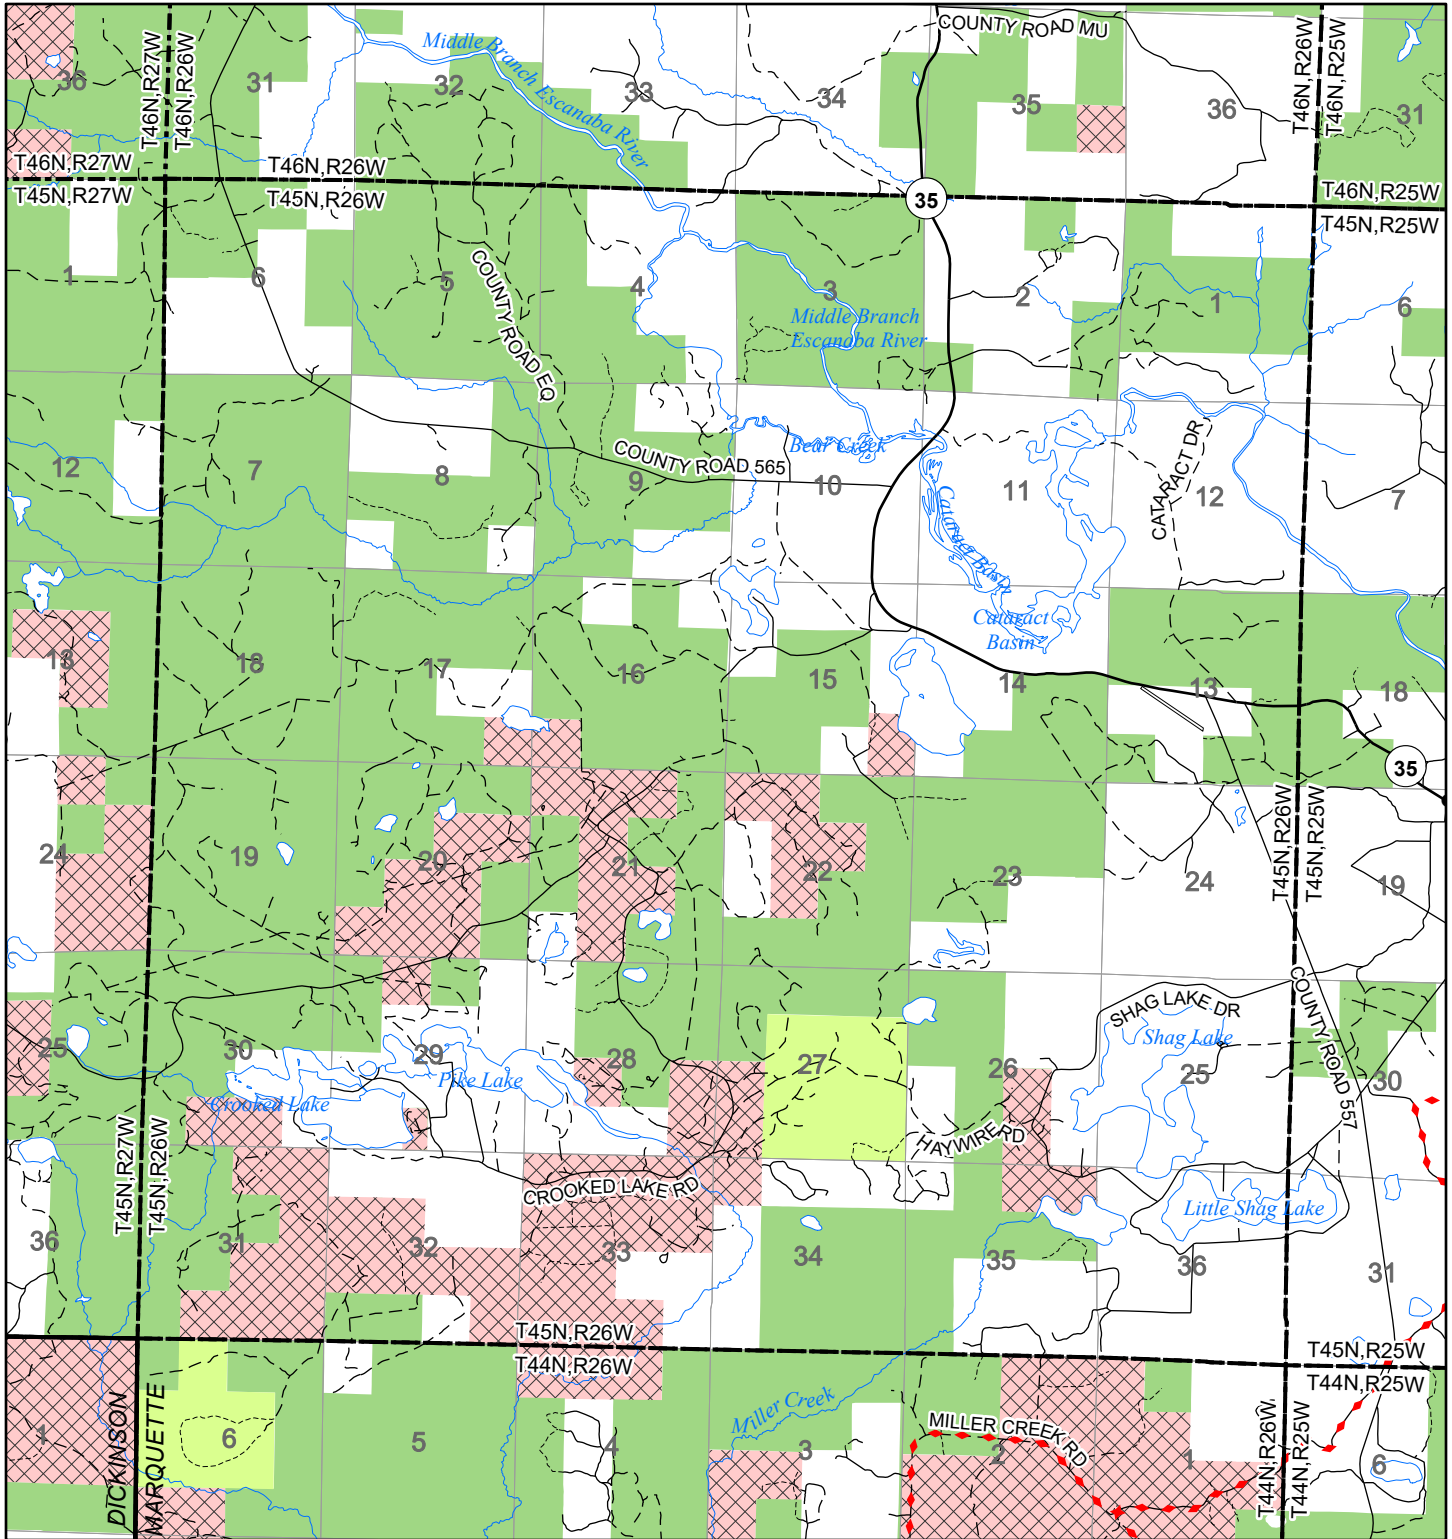 COUNTY ROAD MU
T46N,R27W
T46N,R26W
T46N,R26W
T46N,R25W
Middle Branch Escanaba River
36
31
32
33
34
35
36
31
T46N,R27W
T46N,R26W
T46N,R25W
T45N,R27W
T45N,R26W
35
T45N,R25W
1
6
5
4
3
2
1
6
COUNTY ROAD EQ
Middle Branch
Escanaba River
Bear Creek
COUNTY ROAD 565
CATARACT DR
12
7
8
9
10
11
12
7
Cataract Basin
Cataract
Basin
13
18
17
16
15
14
13
18
35
T45N,R26W
T45N,R25W
24
19
20
21
22
23
24
19
COUNTY ROAD 557
SHAG LAKE DR
Shag Lake
25
30
29
28
27
26
25
30
Pike Lake
Crooked Lake
HAYWIRE RD
T45N,R27W
T45N,R26W
CROOKED LAKE RD
Little Shag Lake
36
31
32
33
34
35
36
31
T45N,R26W
T45N,R25W
T44N,R26W
T44N,R25W
DICKINSON
MARQUETTE
Miller Creek
MILLER CREEK RD
T44N,R26W
T44N,R25W
1
6
5
4
3
2
1
6